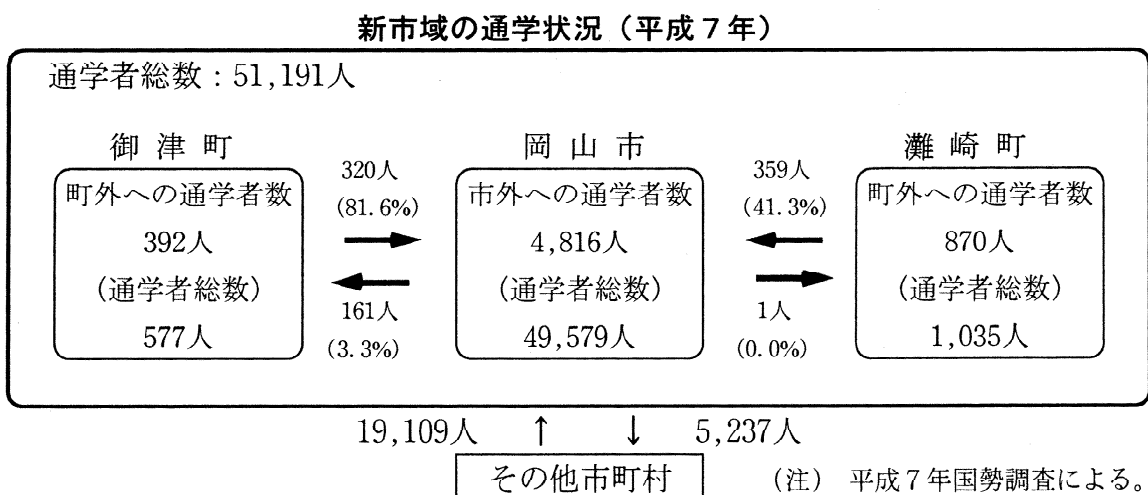 新市域の通学状況（平成７年）
通学者総数：51,191人
御津町
町外への通学者数
392人
（通学者総数）
577人
320人
(81.6%)
161人
(3.3%)
岡山市
市外への通学者数
4,816人
（通学者総数）
49,579人
359人
(41.3%)
1人
(0.0%)
灘崎町
町外への通学者数
870人
（通学者総数）
1,035人
19,109人 ↑ ↓ 5,237人
その他市町村
（注） 平成７年国勢調査による。